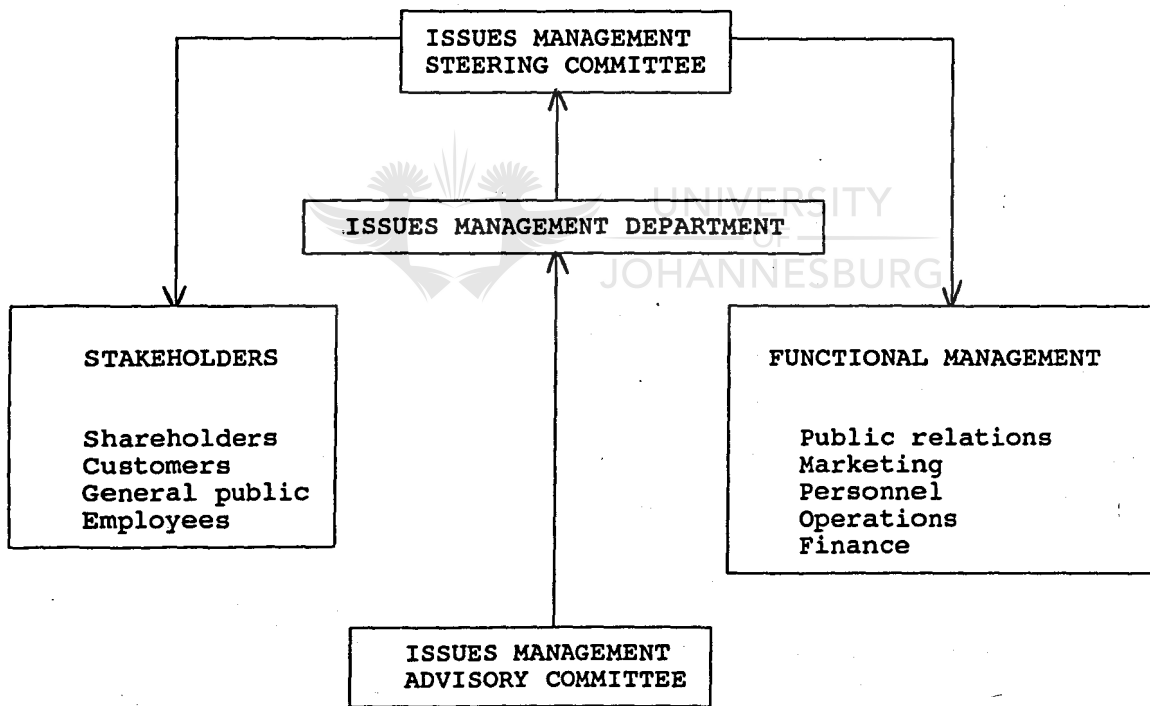 ISSUES MANAGEMENT
STEERING COMMITTEE
UNIVERSITY
OF
JOHANNESBURG
ISSUES MANAGEMENT DEPARTMENT
STAKEHOLDERS
Shareholders
Customers
General public
Employees
FUNCTIONAL MANAGEMENT
Public relations
Marketing
Personnel
Operations
Finance
ISSUES MANAGEMENT
ADVISORY COMMITTEE